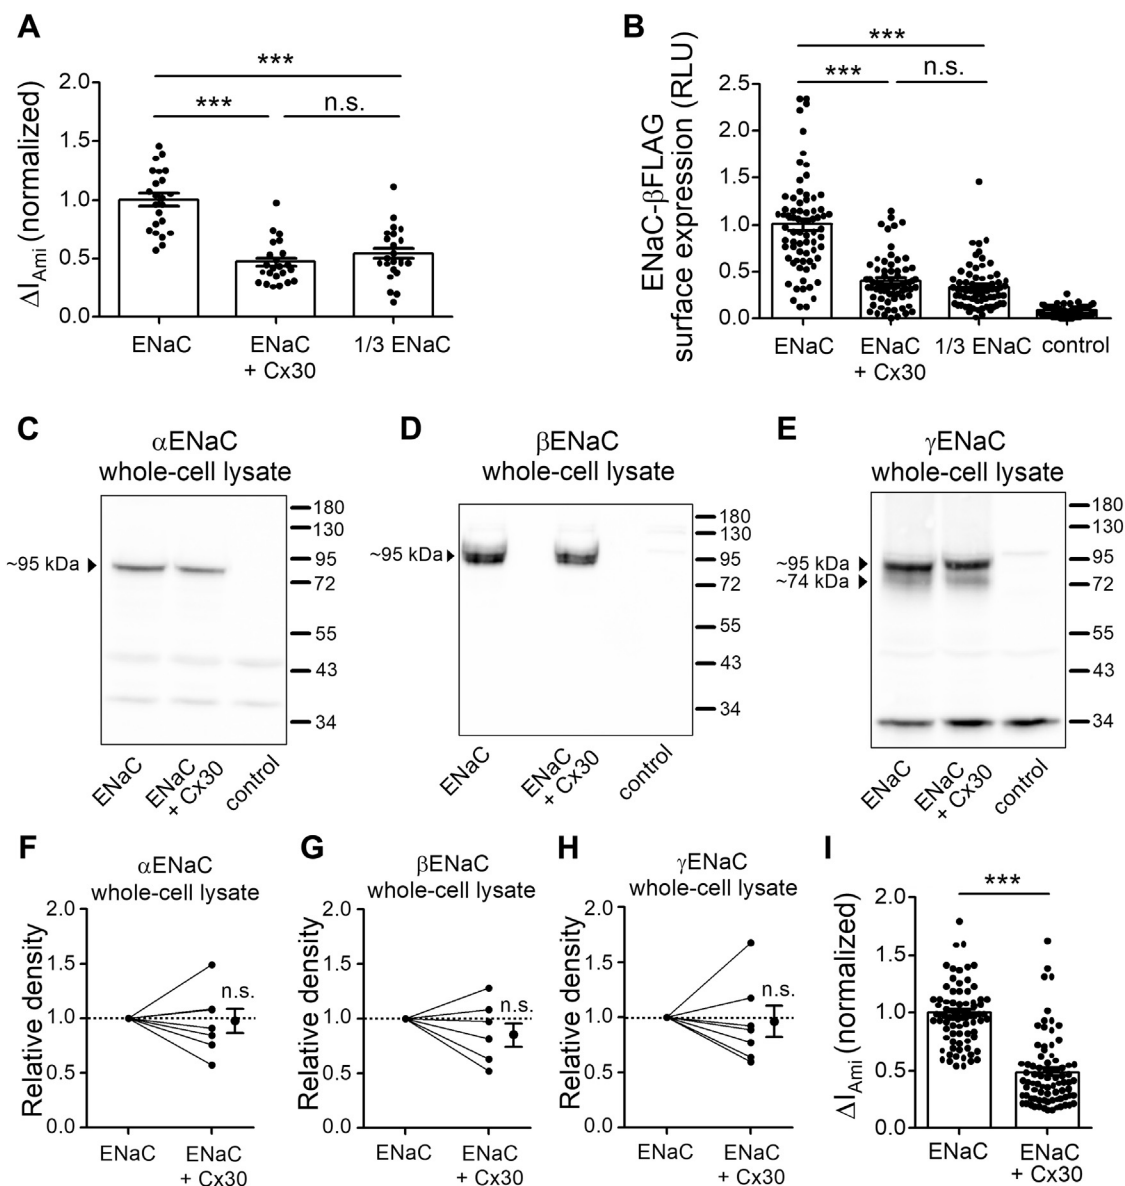 A
ΔI_Ami (normalized)
2.0
1.5
1.0
0.5
0.0
***
***
n.s.
ENaC
ENaC
+ Cx30
1/3 ENaC
B
ENaC-βFLAG
surface expression (RLU)
2.5
2.0
1.5
1.0
0.5
0.0
***
***
n.s.
ENaC
ENaC
+ Cx30
1/3 ENaC
control
C
αENaC
whole-cell lysate
~95 kDa
180
130
95
72
55
43
34
ENaC
ENaC
+ Cx30
control
D
βENaC
whole-cell lysate
~95 kDa
180
130
95
72
55
43
34
ENaC
ENaC
+ Cx30
control
E
γENaC
whole-cell lysate
~95 kDa
~74 kDa
180
130
95
72
55
43
34
ENaC
ENaC
+ Cx30
control
F
αENaC
whole-cell lysate
Relative density
2.0
1.5
1.0
0.5
0.0
n.s.
ENaC
ENaC
+ Cx30
G
βENaC
whole-cell lysate
Relative density
2.0
1.5
1.0
0.5
0.0
n.s.
ENaC
ENaC
+ Cx30
H
γENaC
whole-cell lysate
Relative density
2.0
1.5
1.0
0.5
0.0
n.s.
ENaC
ENaC
+ Cx30
I
ΔI_Ami (normalized)
2.0
1.5
1.0
0.5
0.0
***
ENaC
ENaC
+ Cx30